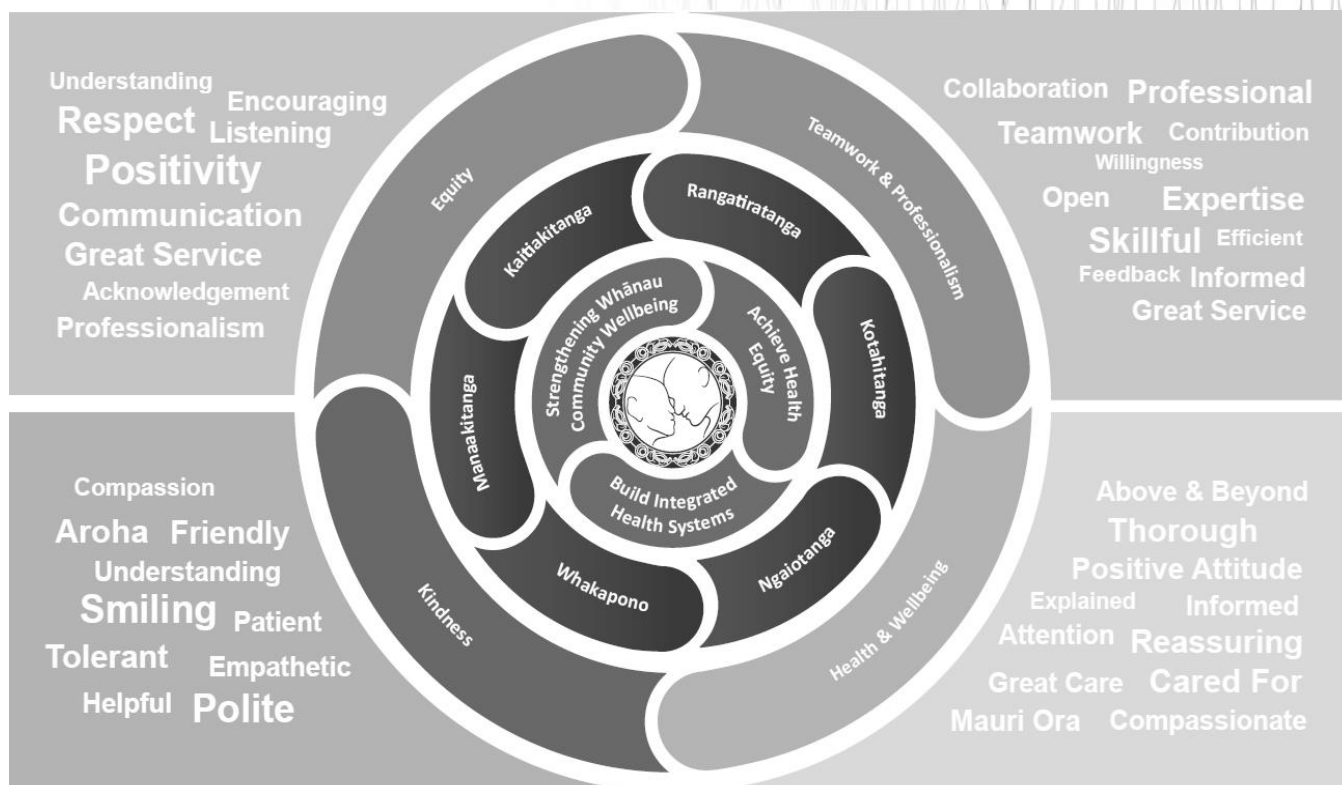 Understanding
Respect Encouraging
Listening
Positivity
Communication
Great Service
Acknowledgement
Professionalism
Collaboration Professional
Teamwork Contribution
Willingness
Open Expertise
Skillful Efficient
Feedback Informed
Great Service
Equity
Teamwork & Professionalism
Kaitiakitanga
Rangatiratanga
Manaakitanga
Kotahitanga
Strengthening Whānau
Community Wellbeing
Achieve Health
Equity
Build Integrated
Health Systems
Whakapono
Ngaiotanga
Kindness
Health & Wellbeing
Compassion
Aroha Friendly
Understanding
Smiling Patient
Tolerant Empathetic
Helpful Polite
Above & Beyond
Thorough
Positive Attitude
Explained Informed
Attention Reassuring
Great Care Cared For
Mauri Ora Compassionate